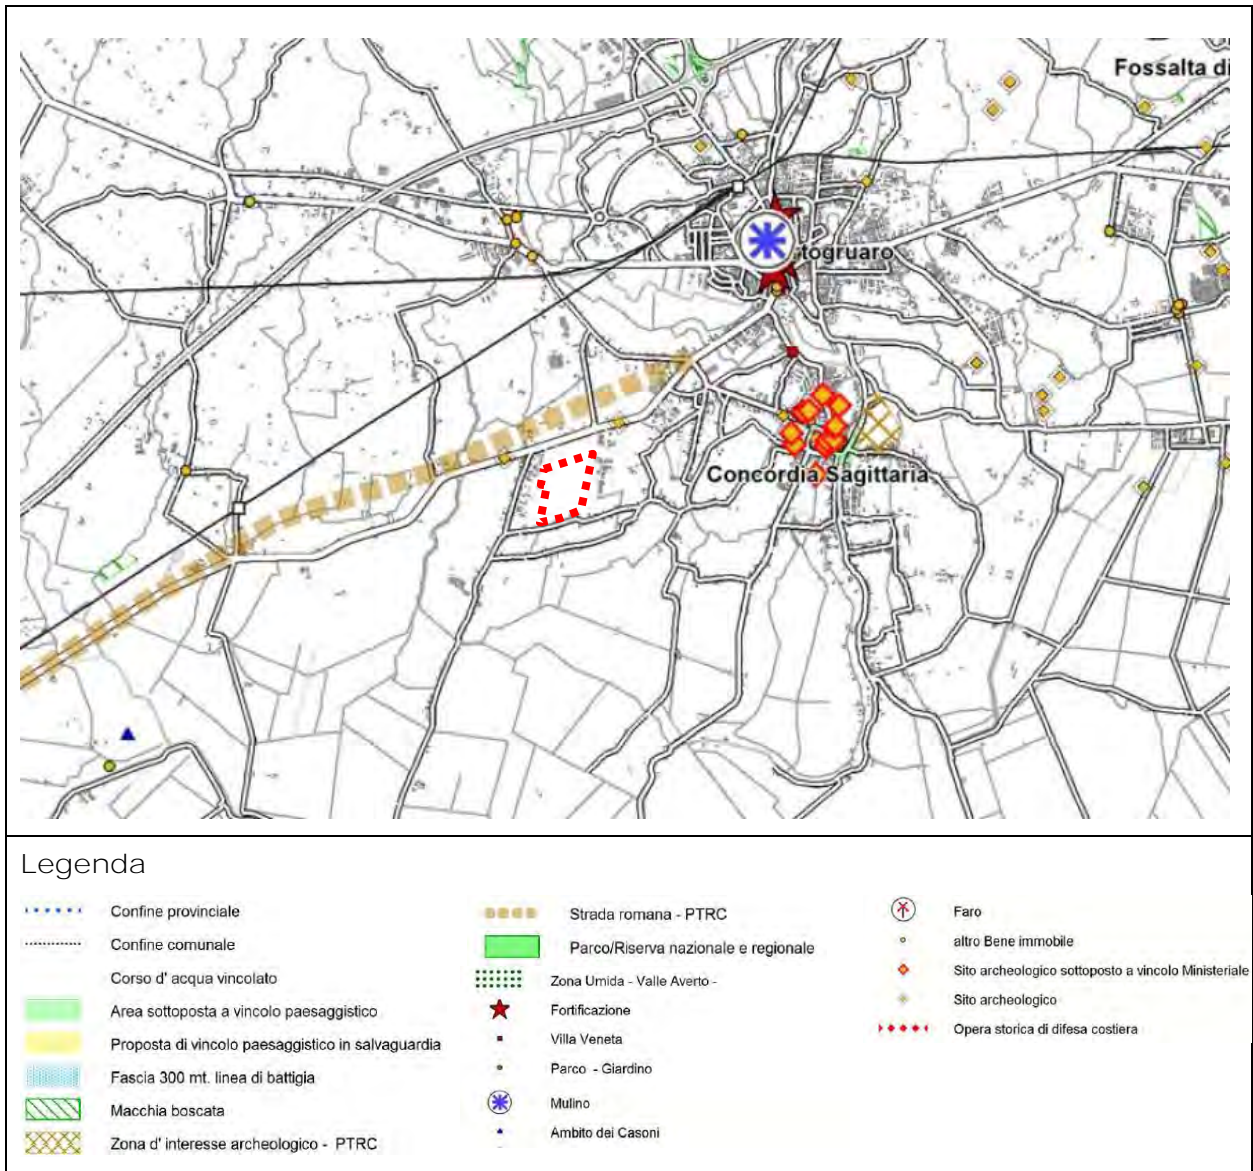 Fossalta di
togruaro
Concordia Sagittaria
Legenda
Confine provinciale
Confine comunale
Corso d' acqua vincolato
Area sottoposta a vincolo paesaggistico
Proposta di vincolo paesaggistico in salvaguardia
Fascia 300 mt. linea di battigia
Macchia boscata
Zona d' interesse archeologico - PTRC
Strada romana - PTRC
Parco/Riserva nazionale e regionale
Zona Umida - Valle Averto -
Fortificazione
Villa Veneta
Parco - Giardino
Mulino
Ambito dei Casoni
Faro
altro Bene immobile
Sito archeologico sottoposto a vincolo Ministeriale
Sito archeologico
Opera storica di difesa costiera